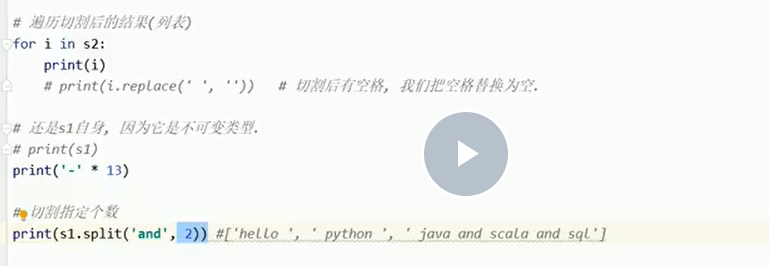 # 遍历切割后的结果(列表)
for i in s2:
    print(i)
    # print(i.replace(' ', ''))   # 切割后有空格, 我们把空格替换为空.
# 还是s1自身, 因为它是不可变类型.
# print(s1)
print('-' * 13)
# 切割指定个数
print(s1.split('and', 2)) #['hello ', ' python ', ' java and scala and sql']